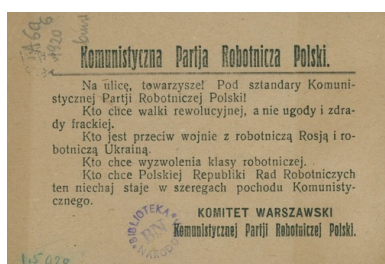 1920
Komunistyczna Partja Robotnicza Polski.
Na ulicę, towarzysze! Pod sztandary Komuni-
stycznej Partji Robotniczej Polski!
Kto chce walki rewolucyjnej, a nie ugody i zdra-
dy frackiej.
Kto jest przeciw wojnie z robotniczą Rosją i ro-
botniczą Ukrainą.
Kto chce wyzwolenia klasy robotniczej.
Kto chce Polskiej Republiki Rad Robotniczych
ten niechaj staje w szeregach pochodu Komunisty-
cznego.
KOMITET WARSZAWSKI
Komunistycznej Partji Robotniczej Polski.
BIBLIOTEKA
BN